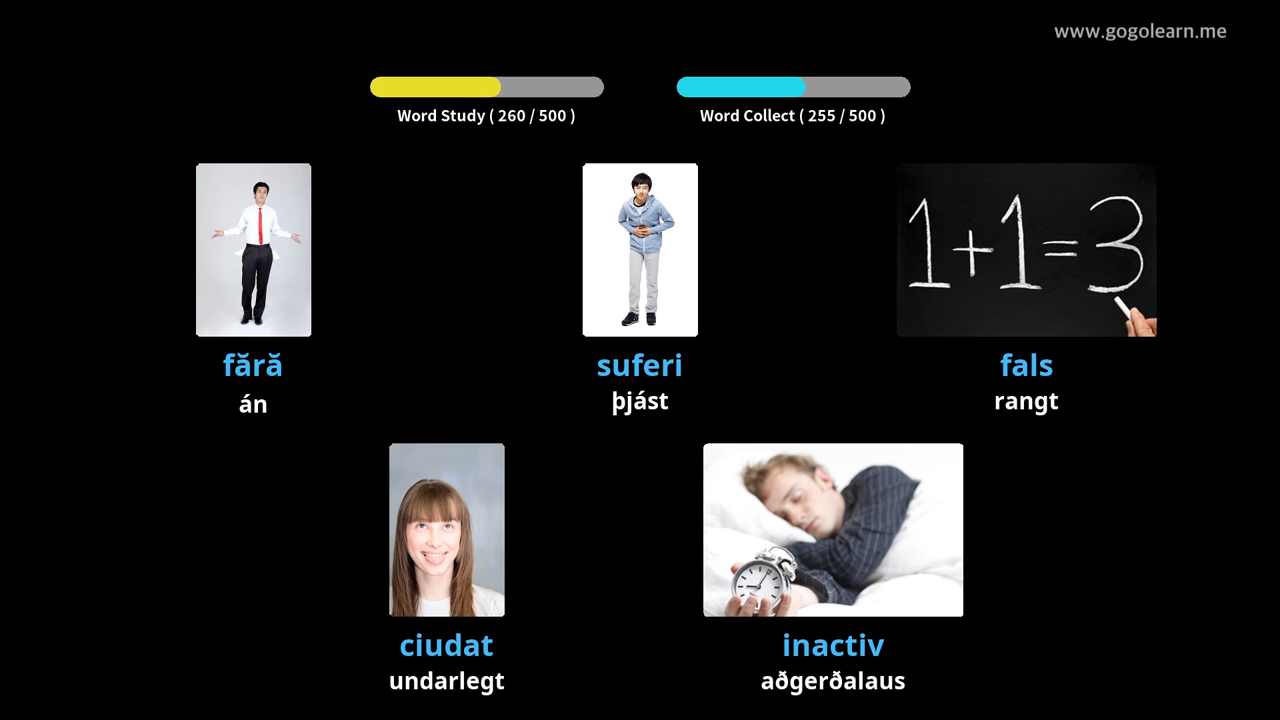 www.gogolearn.me
Word Study ( 260 / 500 )
Word Collect ( 255 / 500 )
1+1=3
fără
suferi
fals
án
þjást
rangt
ciudat
inactiv
undarlegt
aðgerðalaus